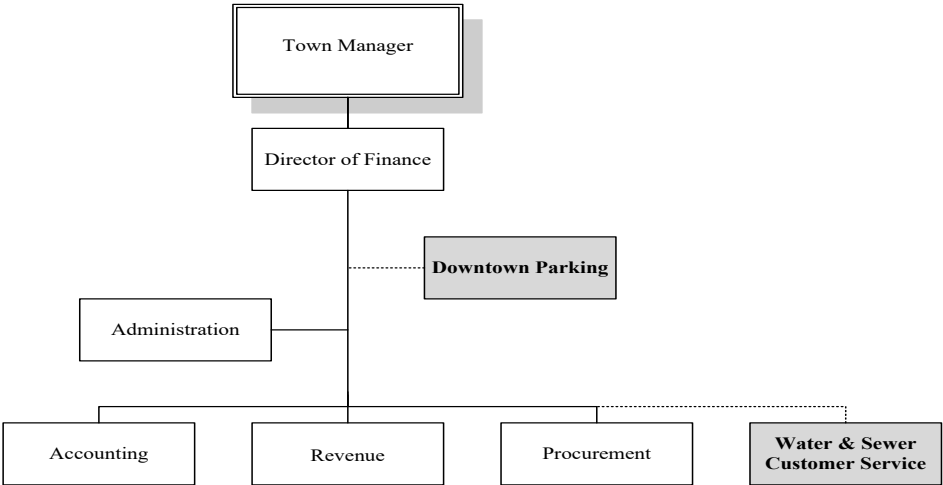 Town Manager
Director of Finance
Downtown Parking
Administration
Accounting
Revenue
Procurement
Water & Sewer
Customer Service